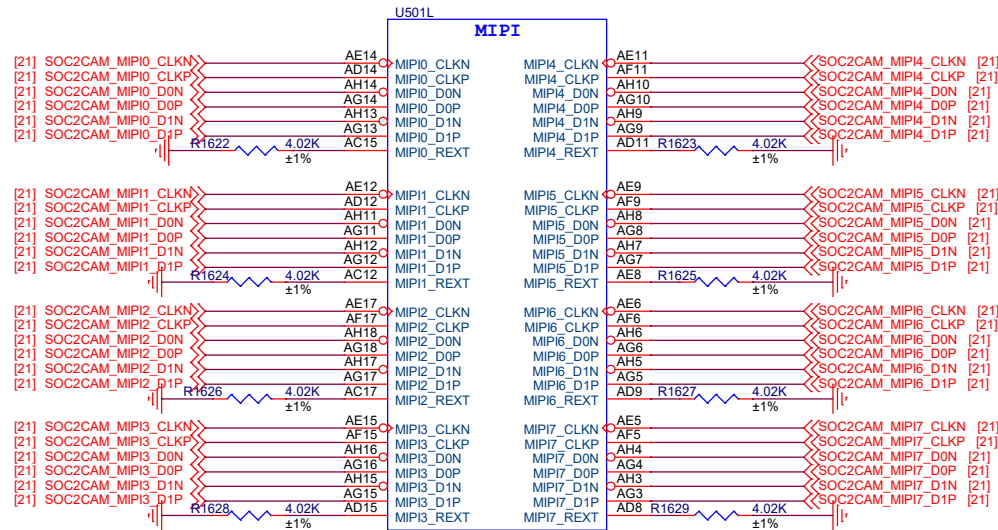 U501L
MIPI
[21] SOC2CAM_MIPI0_CLKN AE14 MIPI0_CLKN MIPI4_CLKN AE11 SOC2CAM_MIPI4_CLKN [21]
[21] SOC2CAM_MIPI0_CLKP AD14 MIPI0_CLKP MIPI4_CLKP AF11 SOC2CAM_MIPI4_CLKP [21]
[21] SOC2CAM_MIPI0_D0N AH14 MIPI0_D0N MIPI4_D0N AH10 SOC2CAM_MIPI4_D0N [21]
[21] SOC2CAM_MIPI0_D0P AG14 MIPI0_D0P MIPI4_D0P AG10 SOC2CAM_MIPI4_D0P [21]
[21] SOC2CAM_MIPI0_D1N AH13 MIPI0_D1N MIPI4_D1N AH9 SOC2CAM_MIPI4_D1N [21]
[21] SOC2CAM_MIPI0_D1P AG13 MIPI0_D1P MIPI4_D1P AG9 SOC2CAM_MIPI4_D1P [21]
R1622 4.02K AC15 MIPI0_REXT MIPI4_REXT AD11 R1623 4.02K
±1% ±1%
[21] SOC2CAM_MIPI1_CLKN AE12 MIPI1_CLKN MIPI5_CLKN AE9 SOC2CAM_MIPI5_CLKN [21]
[21] SOC2CAM_MIPI1_CLKP AD12 MIPI1_CLKP MIPI5_CLKP AF9 SOC2CAM_MIPI5_CLKP [21]
[21] SOC2CAM_MIPI1_D0N AH11 MIPI1_D0N MIPI5_D0N AH8 SOC2CAM_MIPI5_D0N [21]
[21] SOC2CAM_MIPI1_D0P AG11 MIPI1_D0P MIPI5_D0P AG8 SOC2CAM_MIPI5_D0P [21]
[21] SOC2CAM_MIPI1_D1N AH12 MIPI1_D1N MIPI5_D1N AH7 SOC2CAM_MIPI5_D1N [21]
[21] SOC2CAM_MIPI1_D1P AG12 MIPI1_D1P MIPI5_D1P AG7 SOC2CAM_MIPI5_D1P [21]
R1624 4.02K AC12 MIPI1_REXT MIPI5_REXT AE8 R1625 4.02K
±1% ±1%
[21] SOC2CAM_MIPI2_CLKN AE17 MIPI2_CLKN MIPI6_CLKN AE6 SOC2CAM_MIPI6_CLKN [21]
[21] SOC2CAM_MIPI2_CLKP AF17 MIPI2_CLKP MIPI6_CLKP AF6 SOC2CAM_MIPI6_CLKP [21]
[21] SOC2CAM_MIPI2_D0N AH18 MIPI2_D0N MIPI6_D0N AH6 SOC2CAM_MIPI6_D0N [21]
[21] SOC2CAM_MIPI2_D0P AG18 MIPI2_D0P MIPI6_D0P AG6 SOC2CAM_MIPI6_D0P [21]
[21] SOC2CAM_MIPI2_D1N AH17 MIPI2_D1N MIPI6_D1N AH5 SOC2CAM_MIPI6_D1N [21]
[21] SOC2CAM_MIPI2_D1P AG17 MIPI2_D1P MIPI6_D1P AG5 SOC2CAM_MIPI6_D1P [21]
R1626 4.02K AC17 MIPI2_REXT MIPI6_REXT AD9 R1627 4.02K
±1% ±1%
[21] SOC2CAM_MIPI3_CLKN AE15 MIPI3_CLKN MIPI7_CLKN AE5 SOC2CAM_MIPI7_CLKN [21]
[21] SOC2CAM_MIPI3_CLKP AF15 MIPI3_CLKP MIPI7_CLKP AF5 SOC2CAM_MIPI7_CLKP [21]
[21] SOC2CAM_MIPI3_D0N AH16 MIPI3_D0N MIPI7_D0N AH4 SOC2CAM_MIPI7_D0N [21]
[21] SOC2CAM_MIPI3_D0P AG16 MIPI3_D0P MIPI7_D0P AG4 SOC2CAM_MIPI7_D0P [21]
[21] SOC2CAM_MIPI3_D1N AH15 MIPI3_D1N MIPI7_D1N AH3 SOC2CAM_MIPI7_D1N [21]
[21] SOC2CAM_MIPI3_D1P AG15 MIPI3_D1P MIPI7_D1P AG3 SOC2CAM_MIPI7_D1P [21]
R1628 4.02K AD15 MIPI3_REXT MIPI7_REXT AD8 R1629 4.02K
±1% ±1%